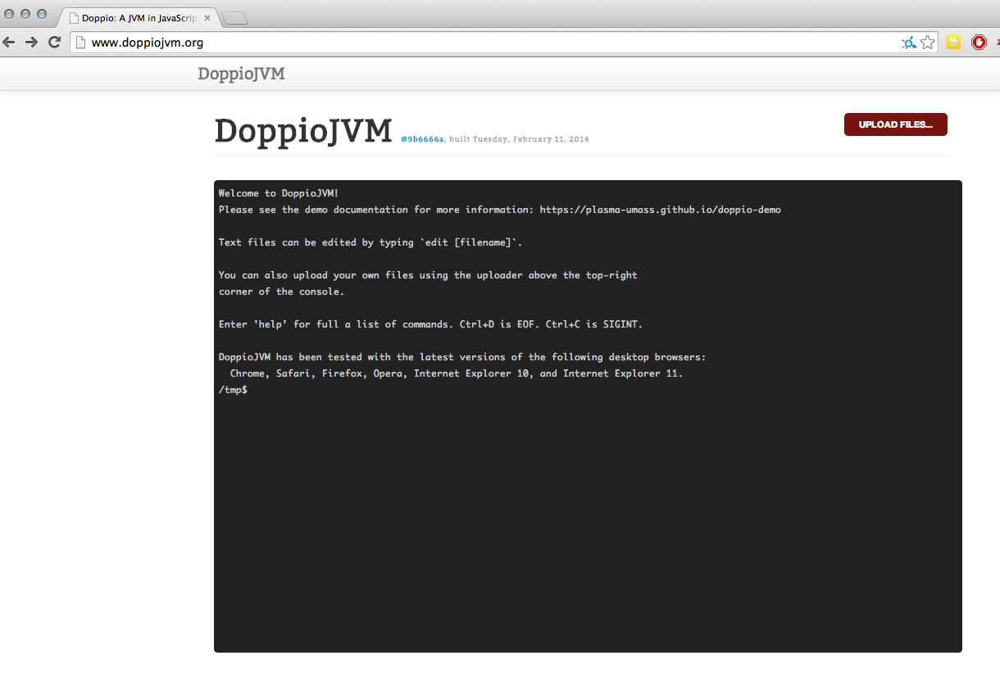 Doppio: A JVM in JavaScrip
www.doppiojvm.org
DoppioJVM
DoppioJVM @9b6666a, built Tuesday, February 11, 2014
UPLOAD FILES...
Welcome to DoppioJVM!
Please see the demo documentation for more information: https://plasma-umass.github.io/doppio-demo
Text files can be edited by typing `edit [filename]`.
You can also upload your own files using the uploader above the top-right
corner of the console.
Enter 'help' for full a list of commands. Ctrl+D is EOF. Ctrl+C is SIGINT.
DoppioJVM has been tested with the latest versions of the following desktop browsers:
Chrome, Safari, Firefox, Opera, Internet Explorer 10, and Internet Explorer 11.
/tmp$